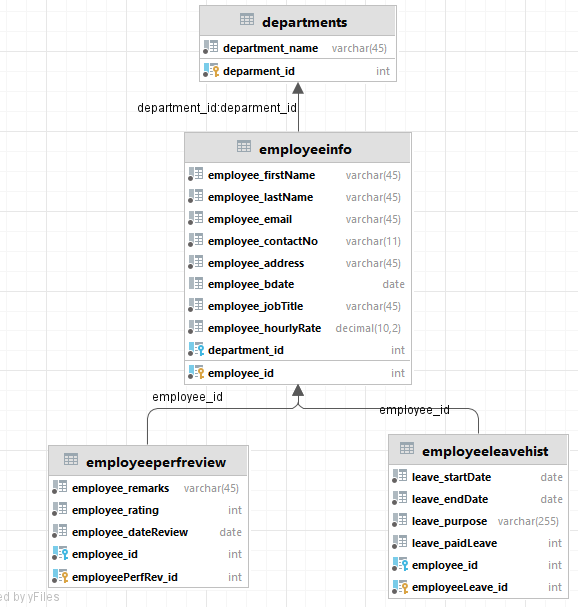 departments
department_name varchar(45)
deparment_id int
department_id:deparment_id
employeeinfo
employee_firstName varchar(45)
employee_lastName varchar(45)
employee_email varchar(45)
employee_contactNo varchar(11)
employee_address varchar(45)
employee_bdate date
employee_jobTitle varchar(45)
employee_hourlyRate decimal(10,2)
department_id int
employee_id int
employee_id
employee_id
employeeperfreview
employee_remarks varchar(45)
employee_rating int
employee_dateReview date
employee_id int
employeePerfRev_id int
employeeleavehist
leave_startDate date
leave_endDate date
leave_purpose varchar(255)
leave_paidLeave int
employee_id int
employeeLeave_id int
ed by yFiles